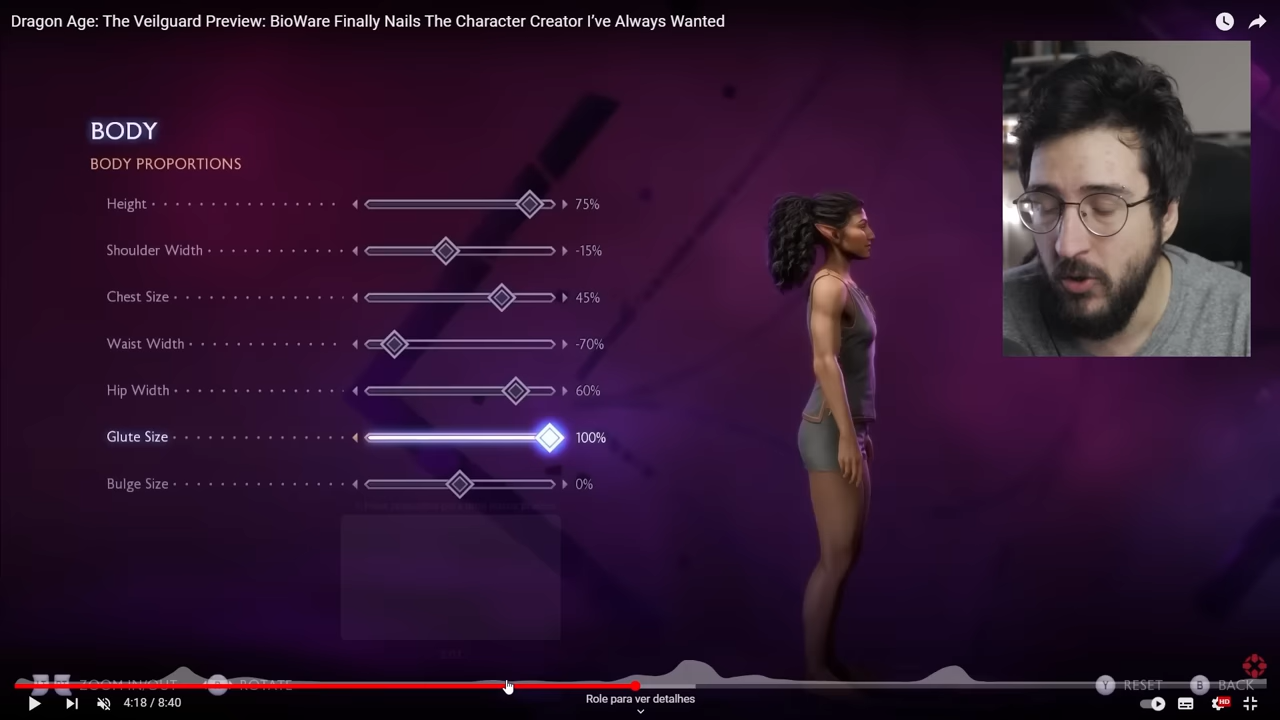 Dragon Age: The Veilguard Preview: BioWare Finally Nails The Character Creator I've Always Wanted
BODY
BODY PROPORTIONS
Height 75%
Shoulder Width -15%
Chest Size 45%
Waist Width -70%
Hip Width 60%
Glute Size 100%
Bulge Size 0%
ZOOM IN/OUT ROTATE Y RESET B BACK
Role para ver detalhes
4:18 / 8:40 HD